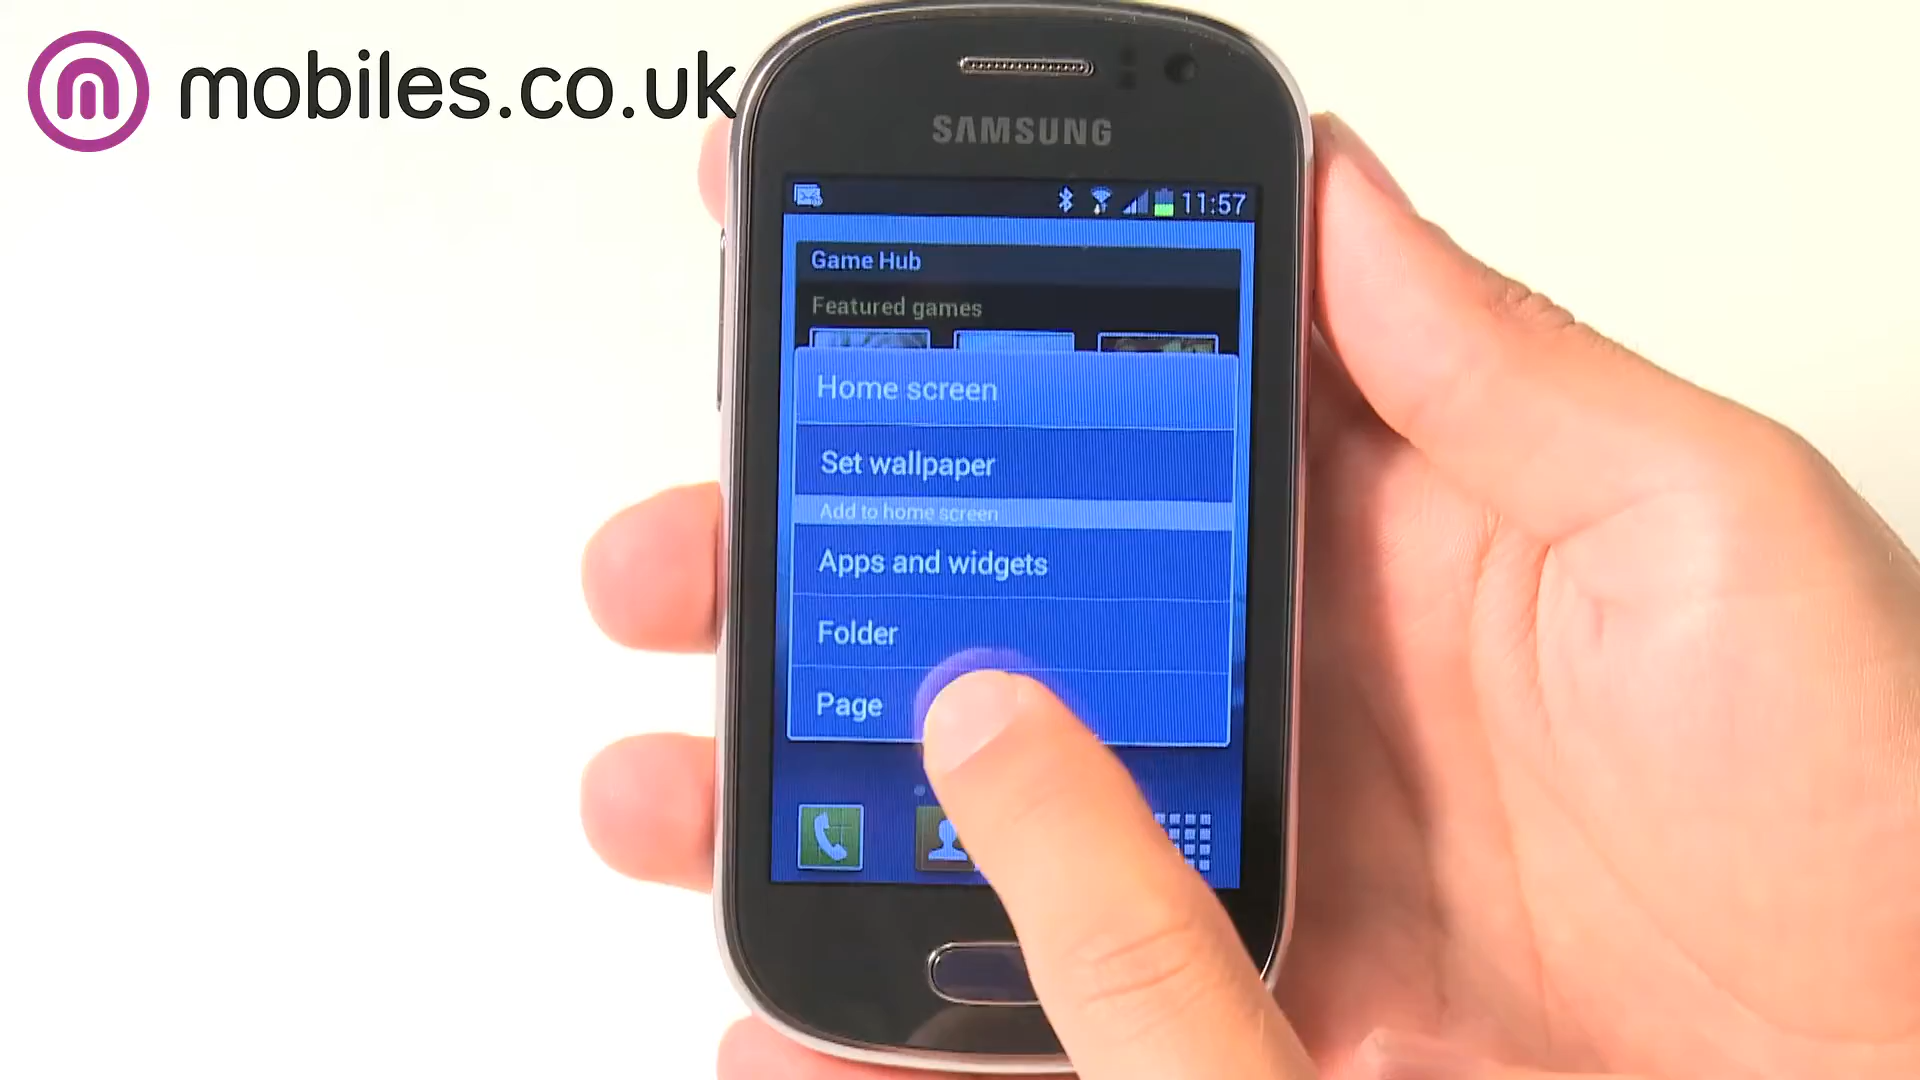 mobiles.co.uk
SAMSUNG
11:57
Game Hub
Featured games
Home screen
Set wallpaper
Add to home screen
Apps and widgets
Folder
Page